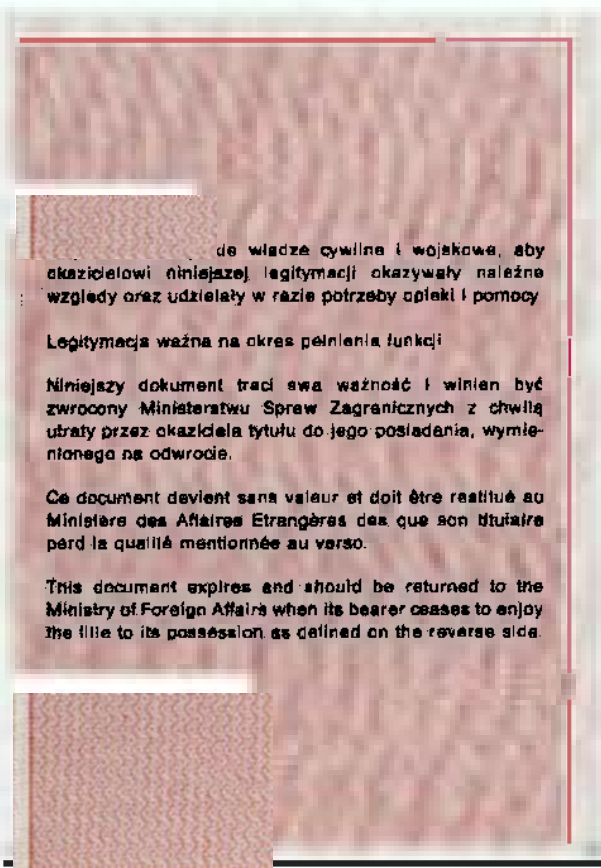 władze cywilne i wojskowe, aby
okazicielowi niniejszej legitymacji okazywały należne
względy oraz udzielały w razie potrzeby opieki i pomocy
Legitymacja ważna na okres pełnienia funkcji
Niniejszy dokument traci swa ważność i winien być
zwrocony Ministerstwu Spraw Zagranicznych z chwilą
utraty przez okaziciela tytułu do jego posiadania, wymie-
nionego na odwrocie.
Ce document devient sans valeur et doit être restitué au
Ministère des Affaires Etrangères des que son titulaire
perd la qualité mentionnée au verso.
This document expires and should be returned to the
Ministry of Foreign Affairs when its bearer ceases to enjoy
the title to its possession as defined on the reverse side.